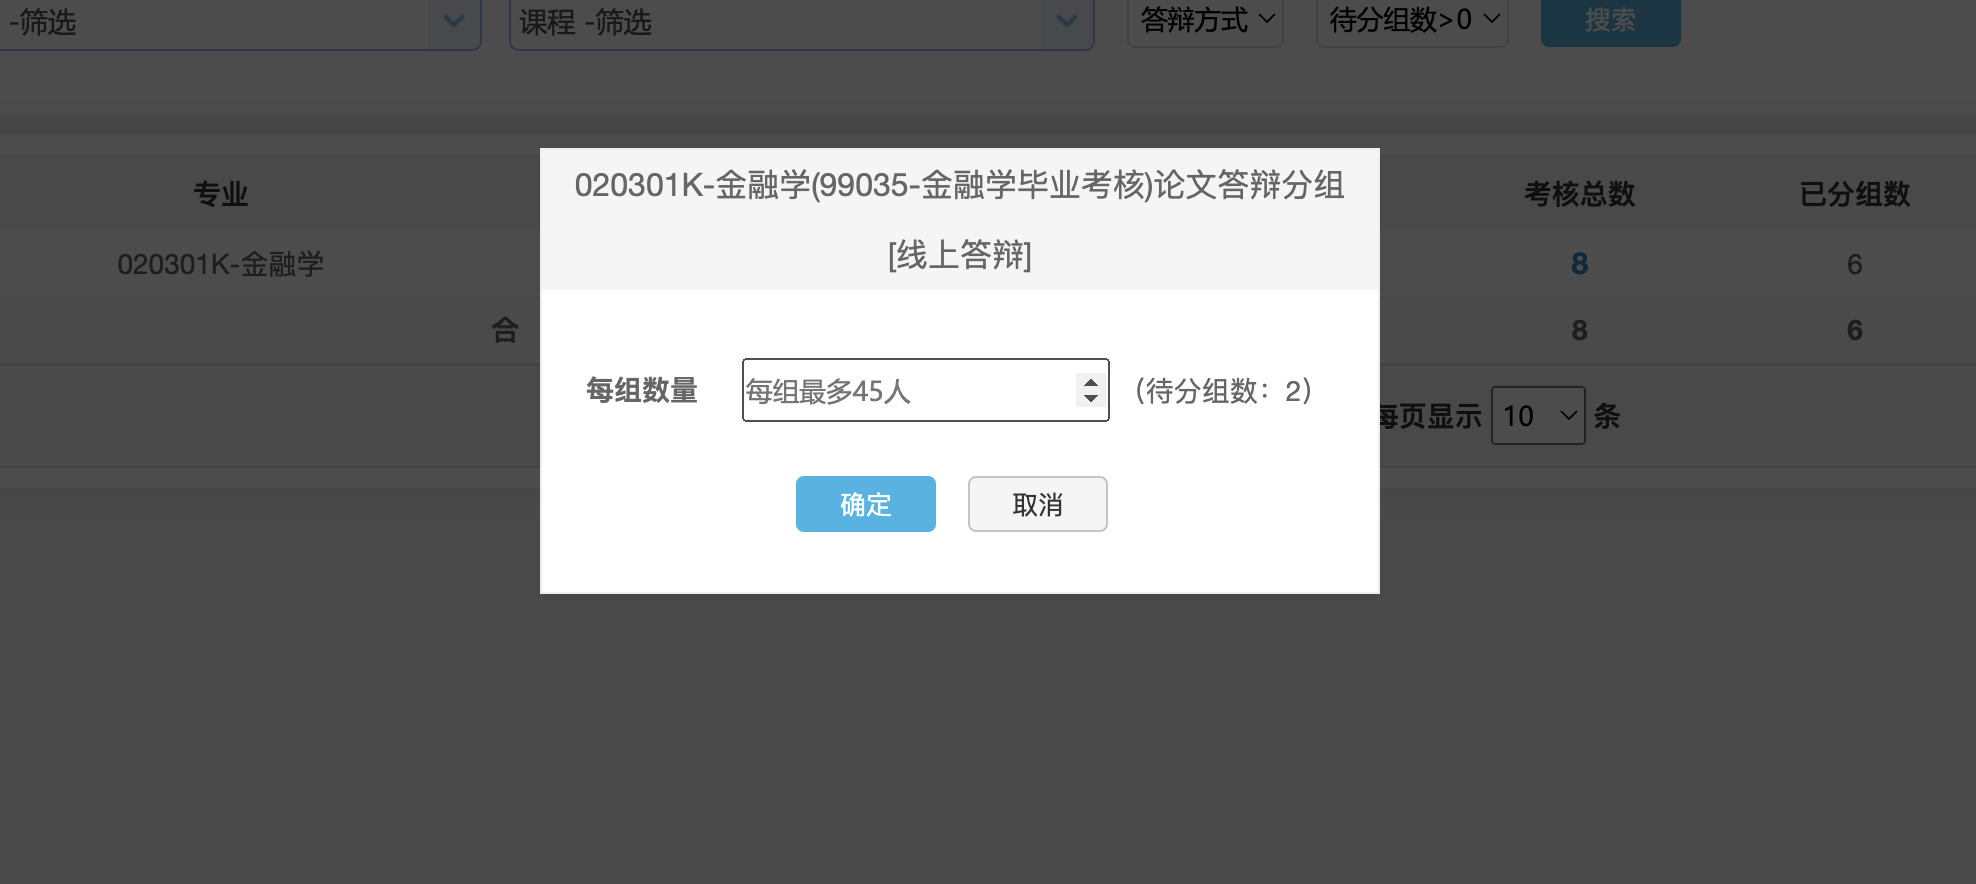 -筛选
课程 -筛选
答辩方式
待分组数>0
搜索
专业
考核总数
已分组数
020301K-金融学(99035-金融学毕业考核)论文答辩分组
[线上答辩]
020301K-金融学
8
6
合
8
6
每组数量
每组最多45人
(待分组数：2)
每页显示
10
条
确定
取消